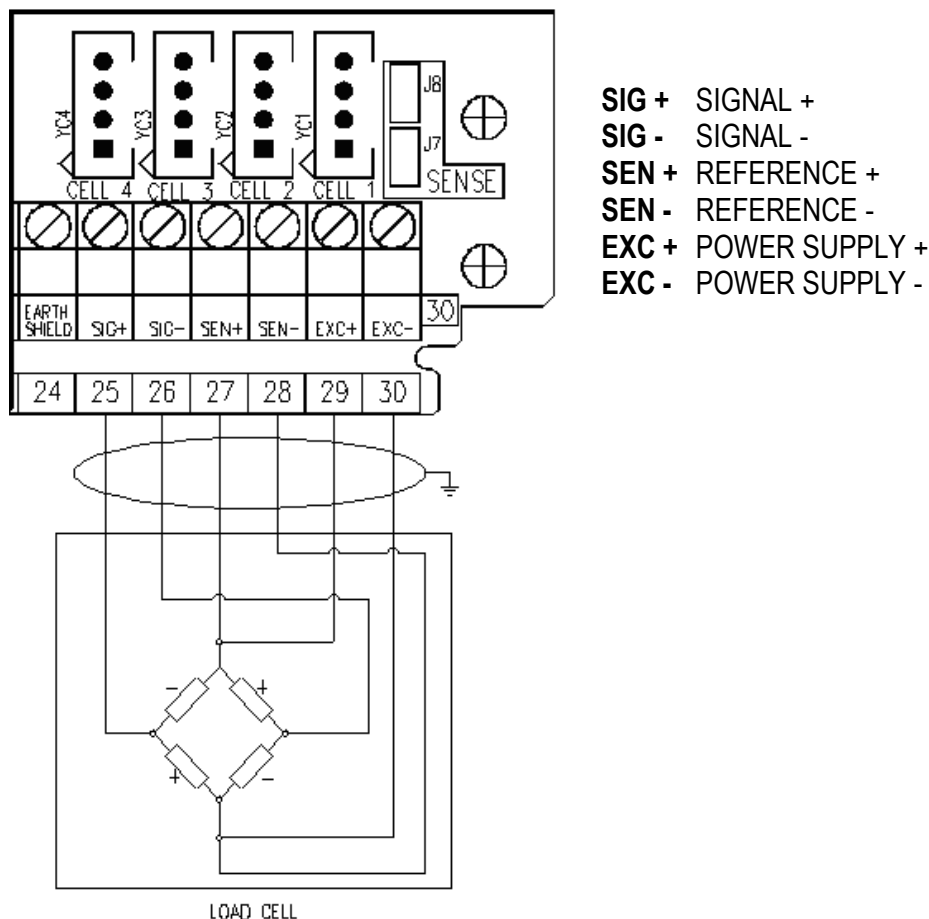 YC4 YC3 YC2 YC1 J8
J7
CELL 4 CELL 3 CELL 2 CELL 1 SENSE
EARTH
SHIELD SIG+ SIG- SEN+ SEN- EXC+ EXC- 30
24 25 26 27 28 29 30
- +
+ -
LOAD CELL
SIG + SIGNAL +
SIG - SIGNAL -
SEN + REFERENCE +
SEN - REFERENCE -
EXC + POWER SUPPLY +
EXC - POWER SUPPLY -